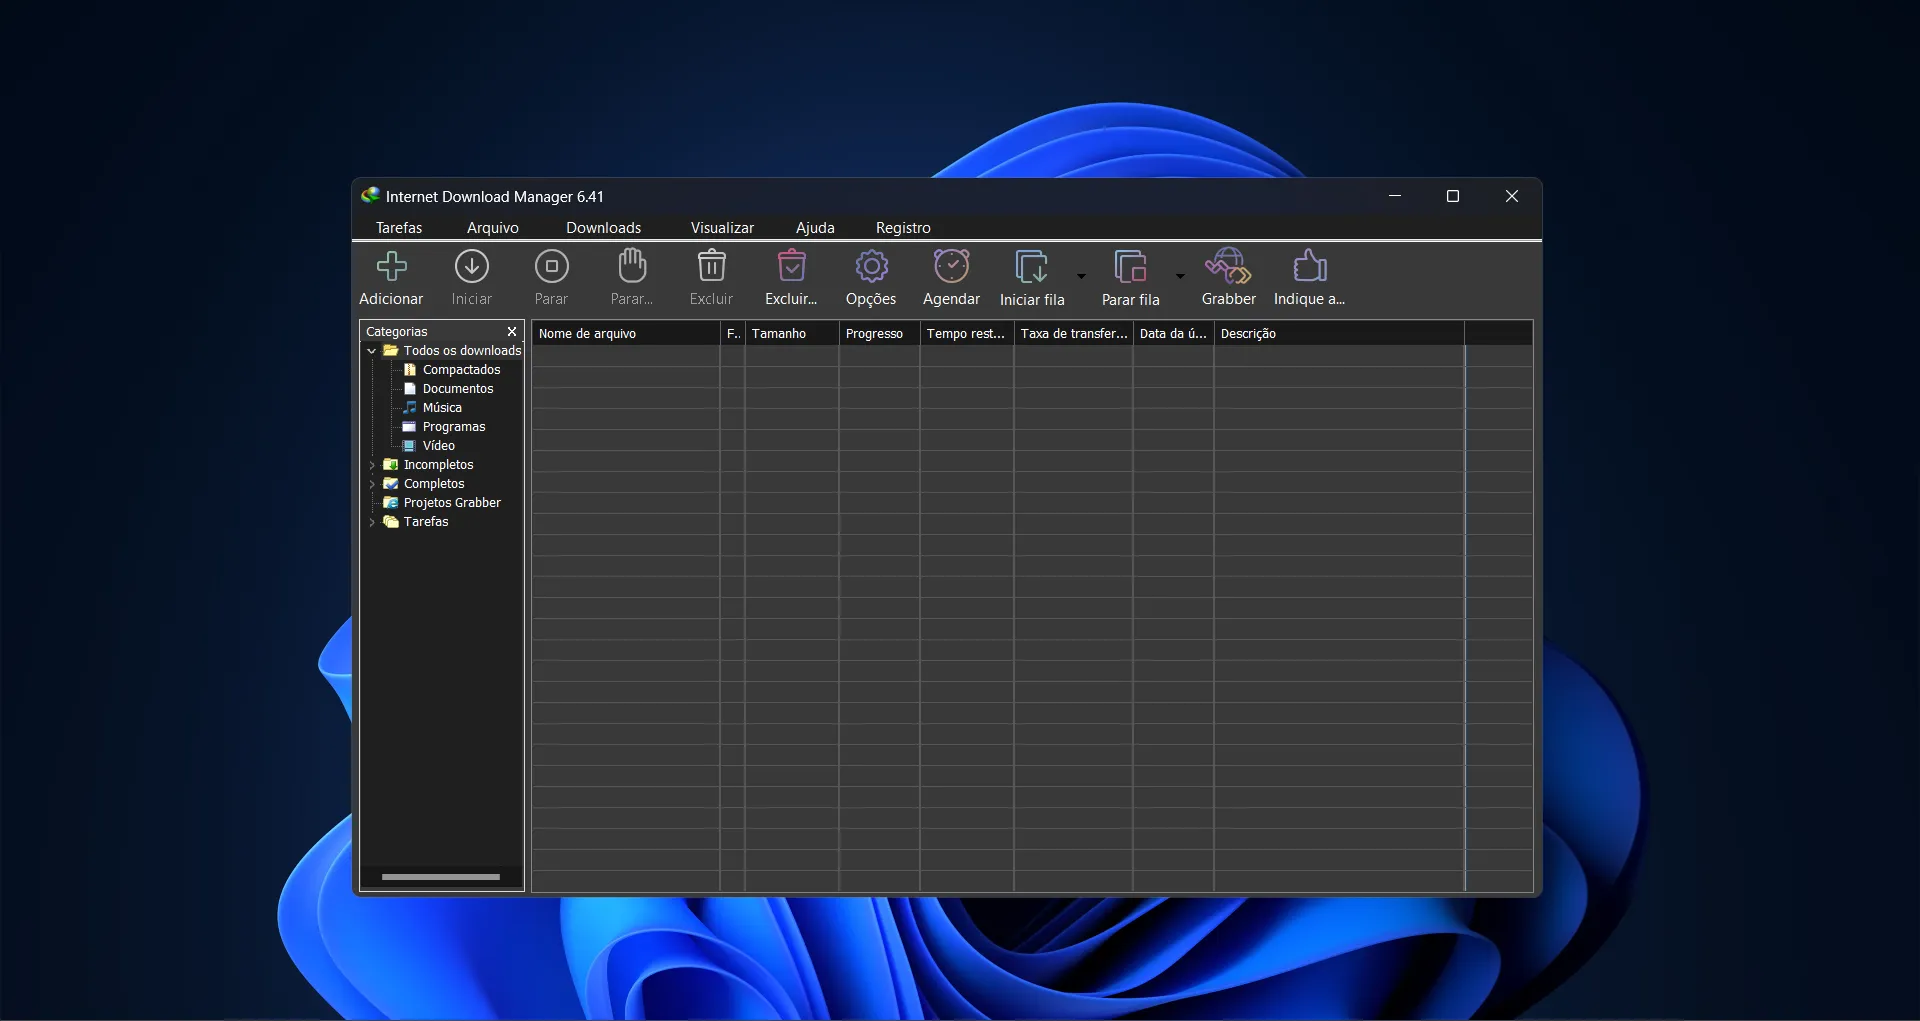 Internet Download Manager 6.41
Tarefas Arquivo Downloads Visualizar Ajuda Registro
Adicionar Iniciar Parar Parar... Excluir Excluir... Opções Agendar Iniciar fila Parar fila Grabber Indique a...
Categorias X
Nome de arquivo F.. Tamanho Progresso Tempo rest... Taxa de transfer... Data da ú... Descrição
Todos os downloads
Compactados
Documentos
Música
Programas
Vídeo
Incompletos
Completos
Projetos Grabber
Tarefas